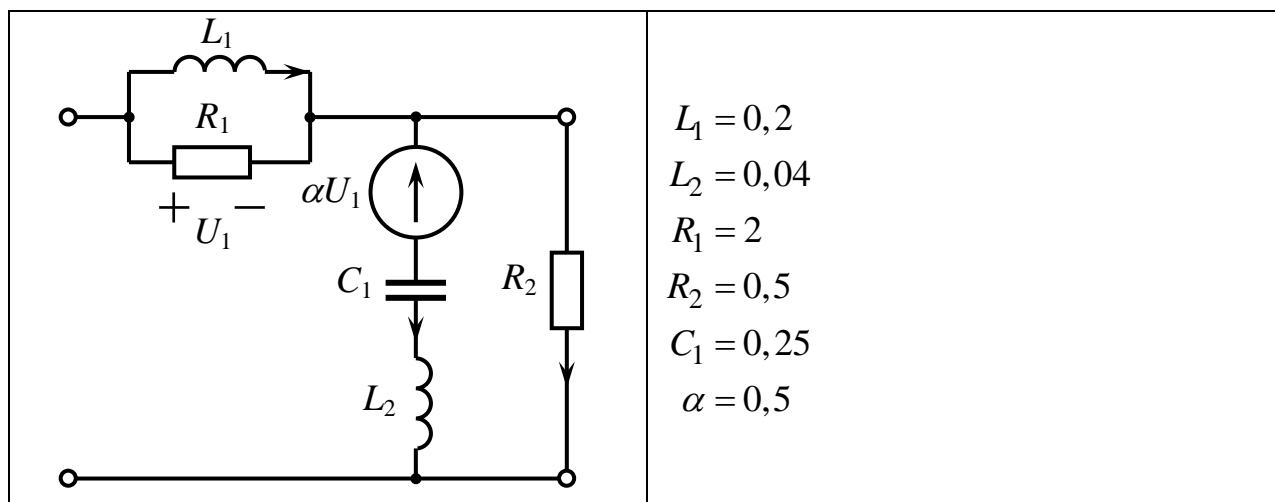 L₁
R₁
+ U₁ −
αU₁
C₁
R₂
L₂
L₁ = 0,2
L₂ = 0,04
R₁ = 2
R₂ = 0,5
C₁ = 0,25
α = 0,5